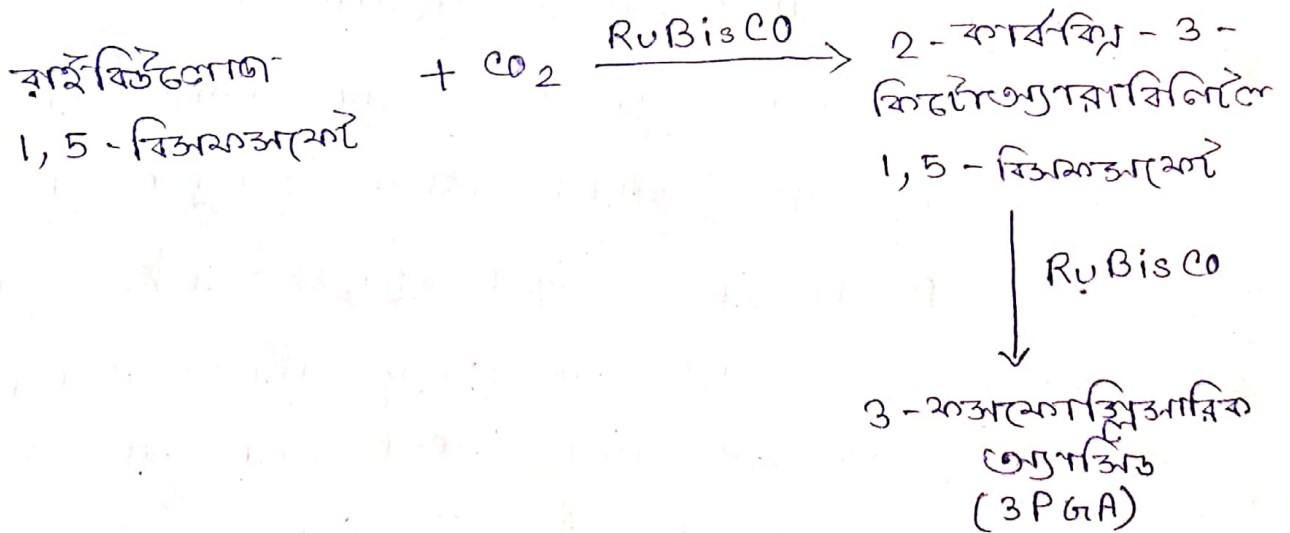 রাইবিউলোজ + CO2 RuBisCO 2 - কার্বক্সি - 3 -
1, 5 - বিসফসফেট কিটোঅ্যারাবিনিটল
1, 5 - বিসফসফেট
RuBisCO
3 - ফসফোগ্লিসারিক
অ্যাসিড
(3PGA)